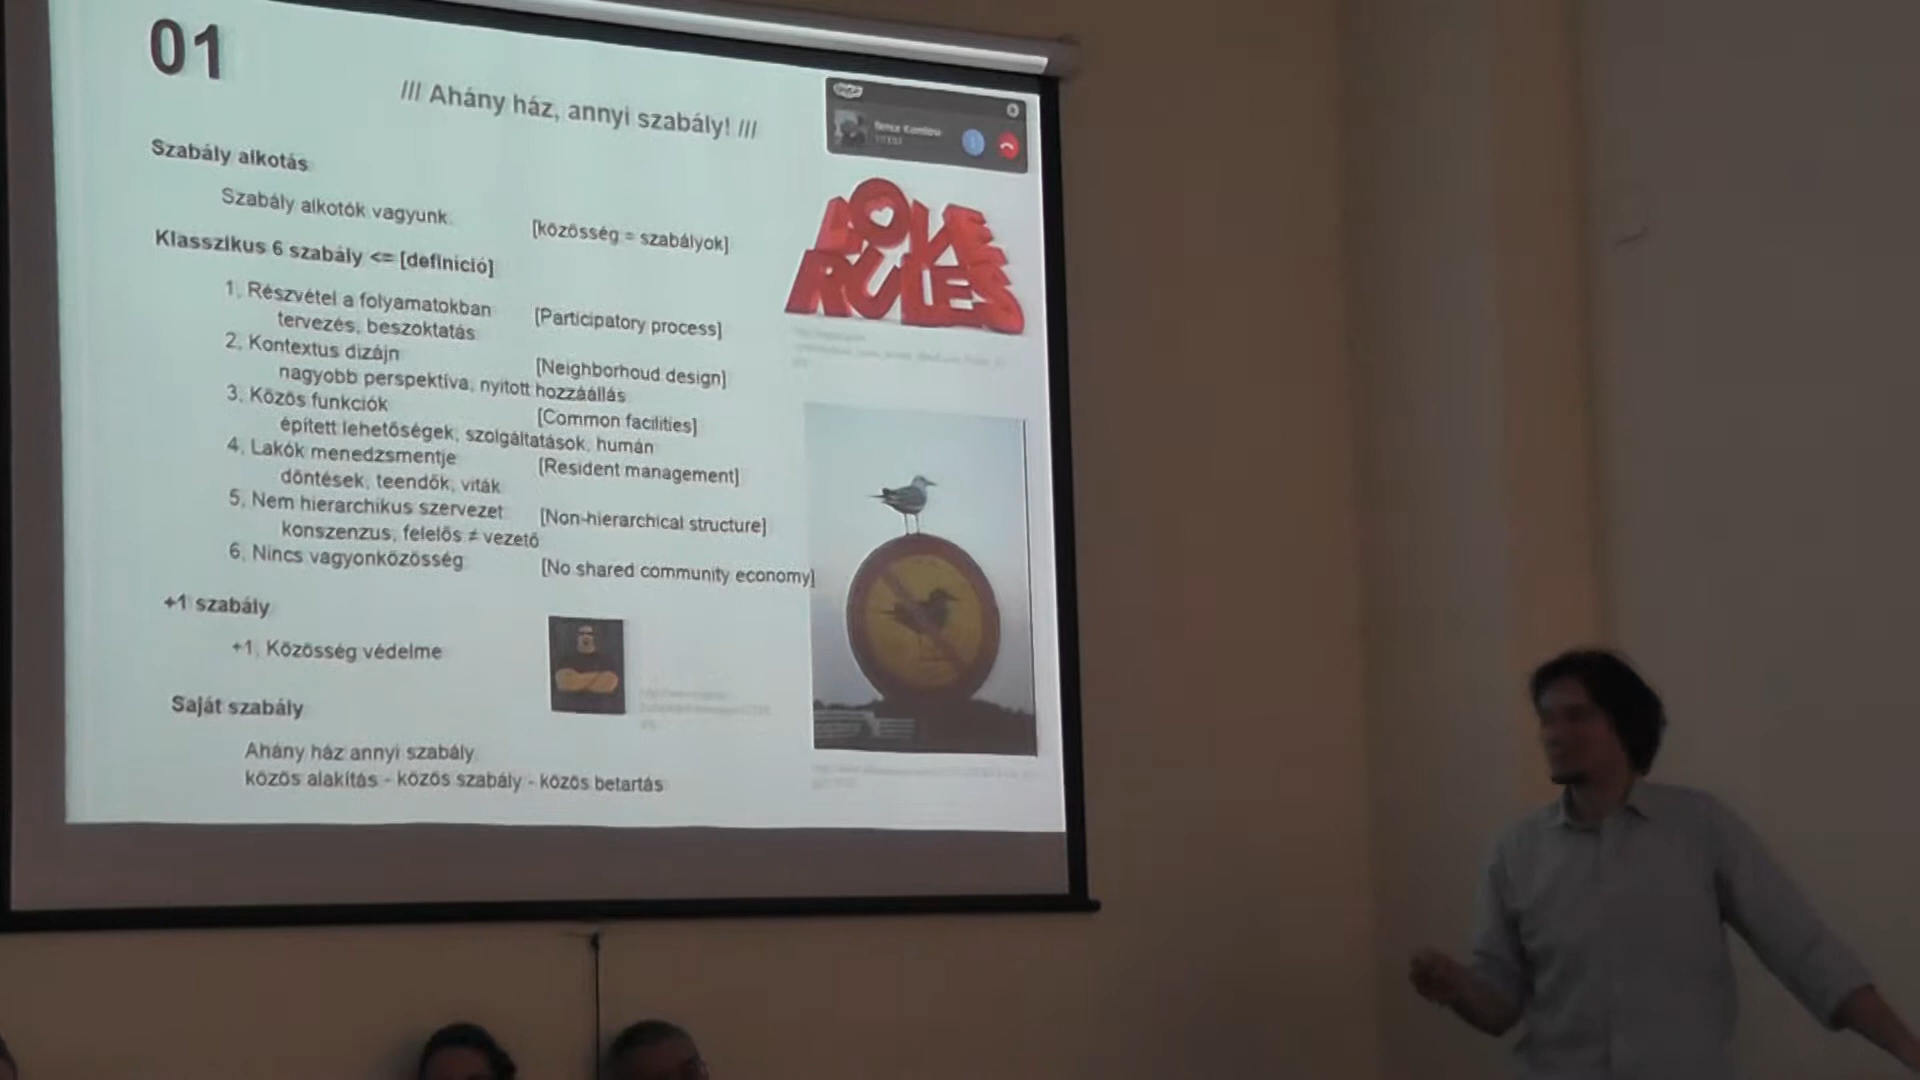 01
/// Ahány ház, annyi szabály! ///
Szabály alkotás
Szabály alkotók vagyunk.
[közösség = szabályok]
Klasszikus 6 szabály <= [definíció]
1, Részvétel a folyamatokban
[Participatory process]
tervezés, beszoktatás
2, Kontextus dizájn
[Neighborhoud design]
nagyobb perspektíva, nyitott hozzáállás
3, Közös funkciók
[Common facilities]
épített lehetőségek, szolgáltatások, humán
4, Lakók menedzsmentje
[Resident management]
döntések, teendők, viták
5, Nem hierarchikus szervezet
[Non-hierarchical structure]
konszenzus, felelős ≠ vezető
6, Nincs vagyonközösség
[No shared community economy]
+1 szabály
+1, Közösség védelme
Saját szabály
Ahány ház annyi szabály
közös alakítás - közös szabály - közös betartás
LOVE
RULES